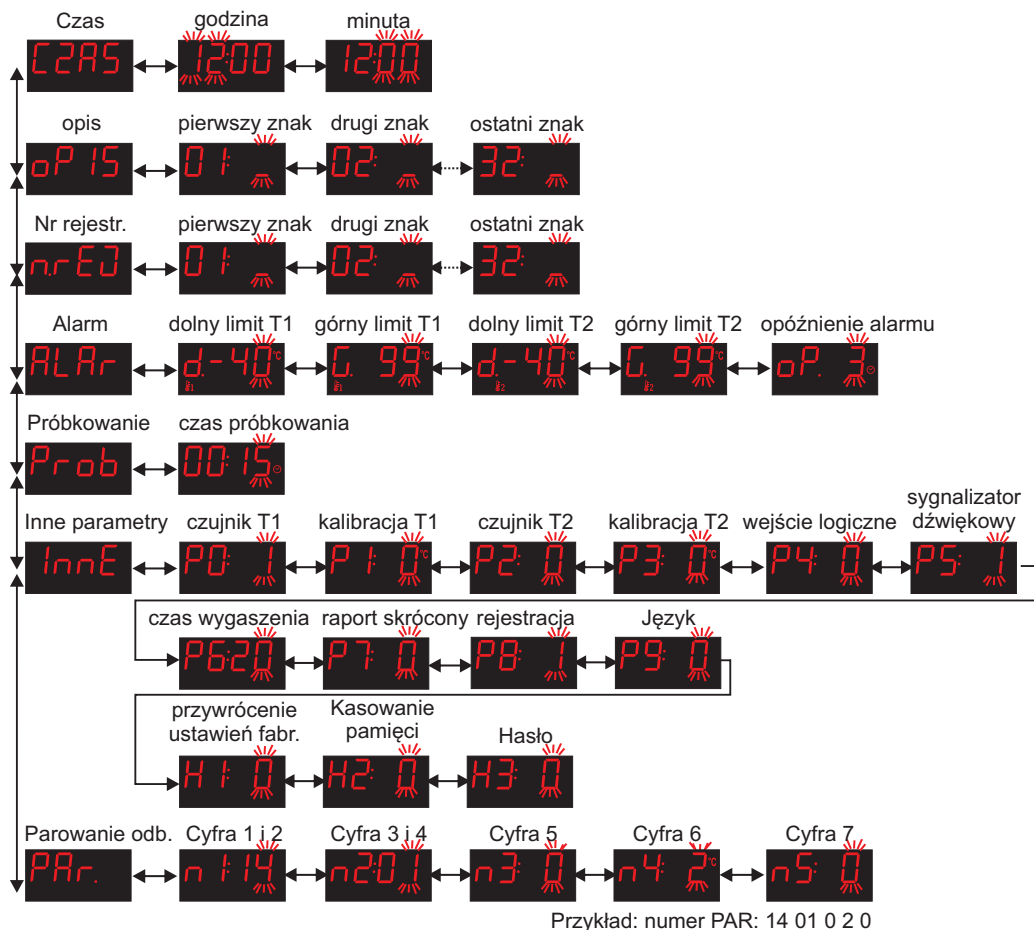 Czas godzina minuta
C2AS 12:00 12:00
opis pierwszy znak drugi znak ostatni znak
oPIS 01: _ 02: _ 32: _
Nr rejestr. pierwszy znak drugi znak ostatni znak
n.rEJ 01: _ 02: _ 32: _
Alarm dolny limit T1 górny limit T1 dolny limit T2 górny limit T2 opóźnienie alarmu
ALAr d.-40°C G. 99°C d.-40°C G. 99°C oP. 3
1 1 2 2
Próbkowanie czas próbkowania
Prob 00:15
Inne parametry czujnik T1 kalibracja T1 czujnik T2 kalibracja T2 wejście logiczne sygnalizator
dźwiękowy
InnE P0: 1 P1: 0°C P2: 0 P3: 0°C P4: 0 P5: 1
czas wygaszenia raport skrócony rejestracja Język
P6:20 P7: 0 P8: 1 P9: 0
przywrócenie
ustawień fabr.
Kasowanie
pamięci
Hasło
H1: 0 H2: 0 H3: 0
Parowanie odb. Cyfra 1 i 2 Cyfra 3 i 4 Cyfra 5 Cyfra 6 Cyfra 7
PAr. n1:14 n2:01 n3: 0 n4: 2°C n5: 0
Przykład: numer PAR: 14 01 0 2 0